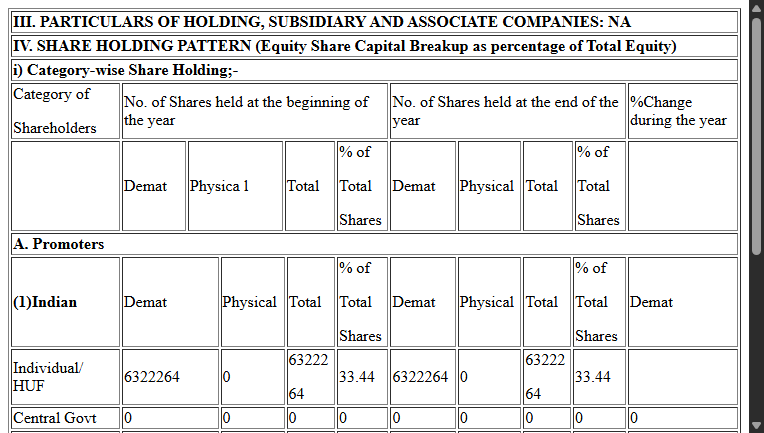 III. PARTICULARS OF HOLDING, SUBSIDIARY AND ASSOCIATE COMPANIES: NA
IV. SHARE HOLDING PATTERN (Equity Share Capital Breakup as percentage of Total Equity)
i) Category-wise Share Holding;-
Category of
Shareholders
No. of Shares held at the beginning of
the year
No. of Shares held at the end of the
year
%Change
during the year
Demat
Physica l
Total
% of
Total
Shares
Demat
Physical
Total
% of
Total
Shares
A. Promoters
(1)Indian
Demat
Physical
Total
% of
Total
Shares
Demat
Physical
Total
% of
Total
Shares
Demat
Individual/
HUF
6322264
0
63222
64
33.44
6322264
0
63222
64
33.44
Central Govt
0
0
0
0
0
0
0
0
0